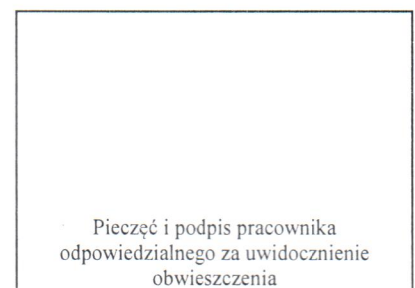 Pieczęć i podpis pracownika
odpowiedzialnego za uwidocznienie
obwieszczenia